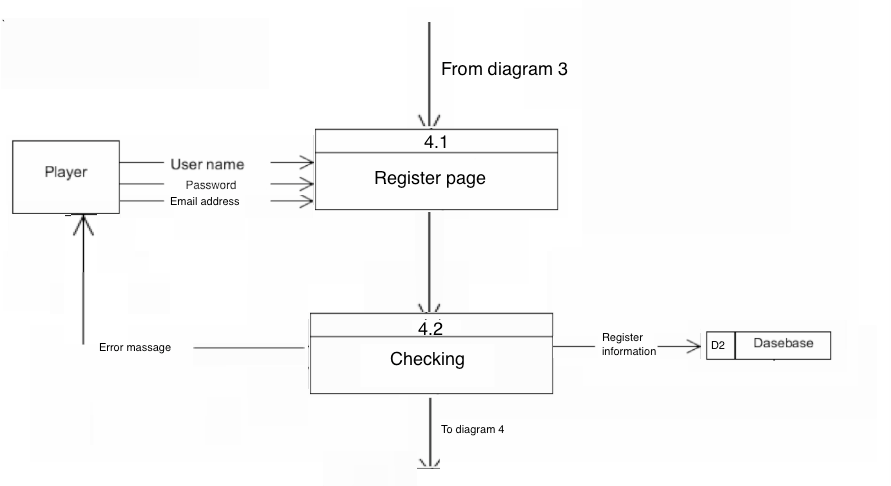 From diagram 3
4.1
Player
User name
Register page
Password
Email address
4.2
Error massage
Checking
Register
information
D2
Dasebase
To diagram 4